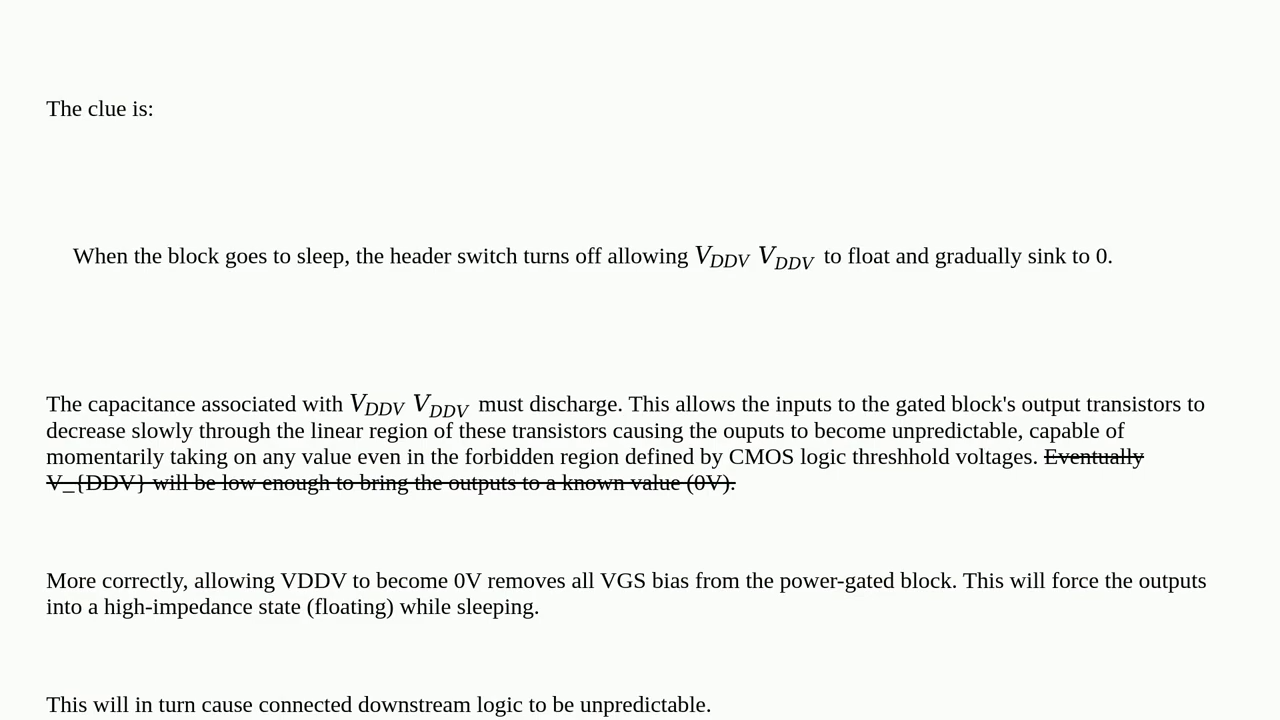 The clue is:
When the block goes to sleep, the header switch turns off allowing V_DDV V_DDV to float and gradually sink to 0.
The capacitance associated with V_DDV V_DDV must discharge. This allows the inputs to the gated block's output transistors to
decrease slowly through the linear region of these transistors causing the ouputs to become unpredictable, capable of
momentarily taking on any value even in the forbidden region defined by CMOS logic threshhold voltages. Eventually
V_{DDV} will be low enough to bring the outputs to a known value (0V).
More correctly, allowing VDDV to become 0V removes all VGS bias from the power-gated block. This will force the outputs
into a high-impedance state (floating) while sleeping.
This will in turn cause connected downstream logic to be unpredictable.